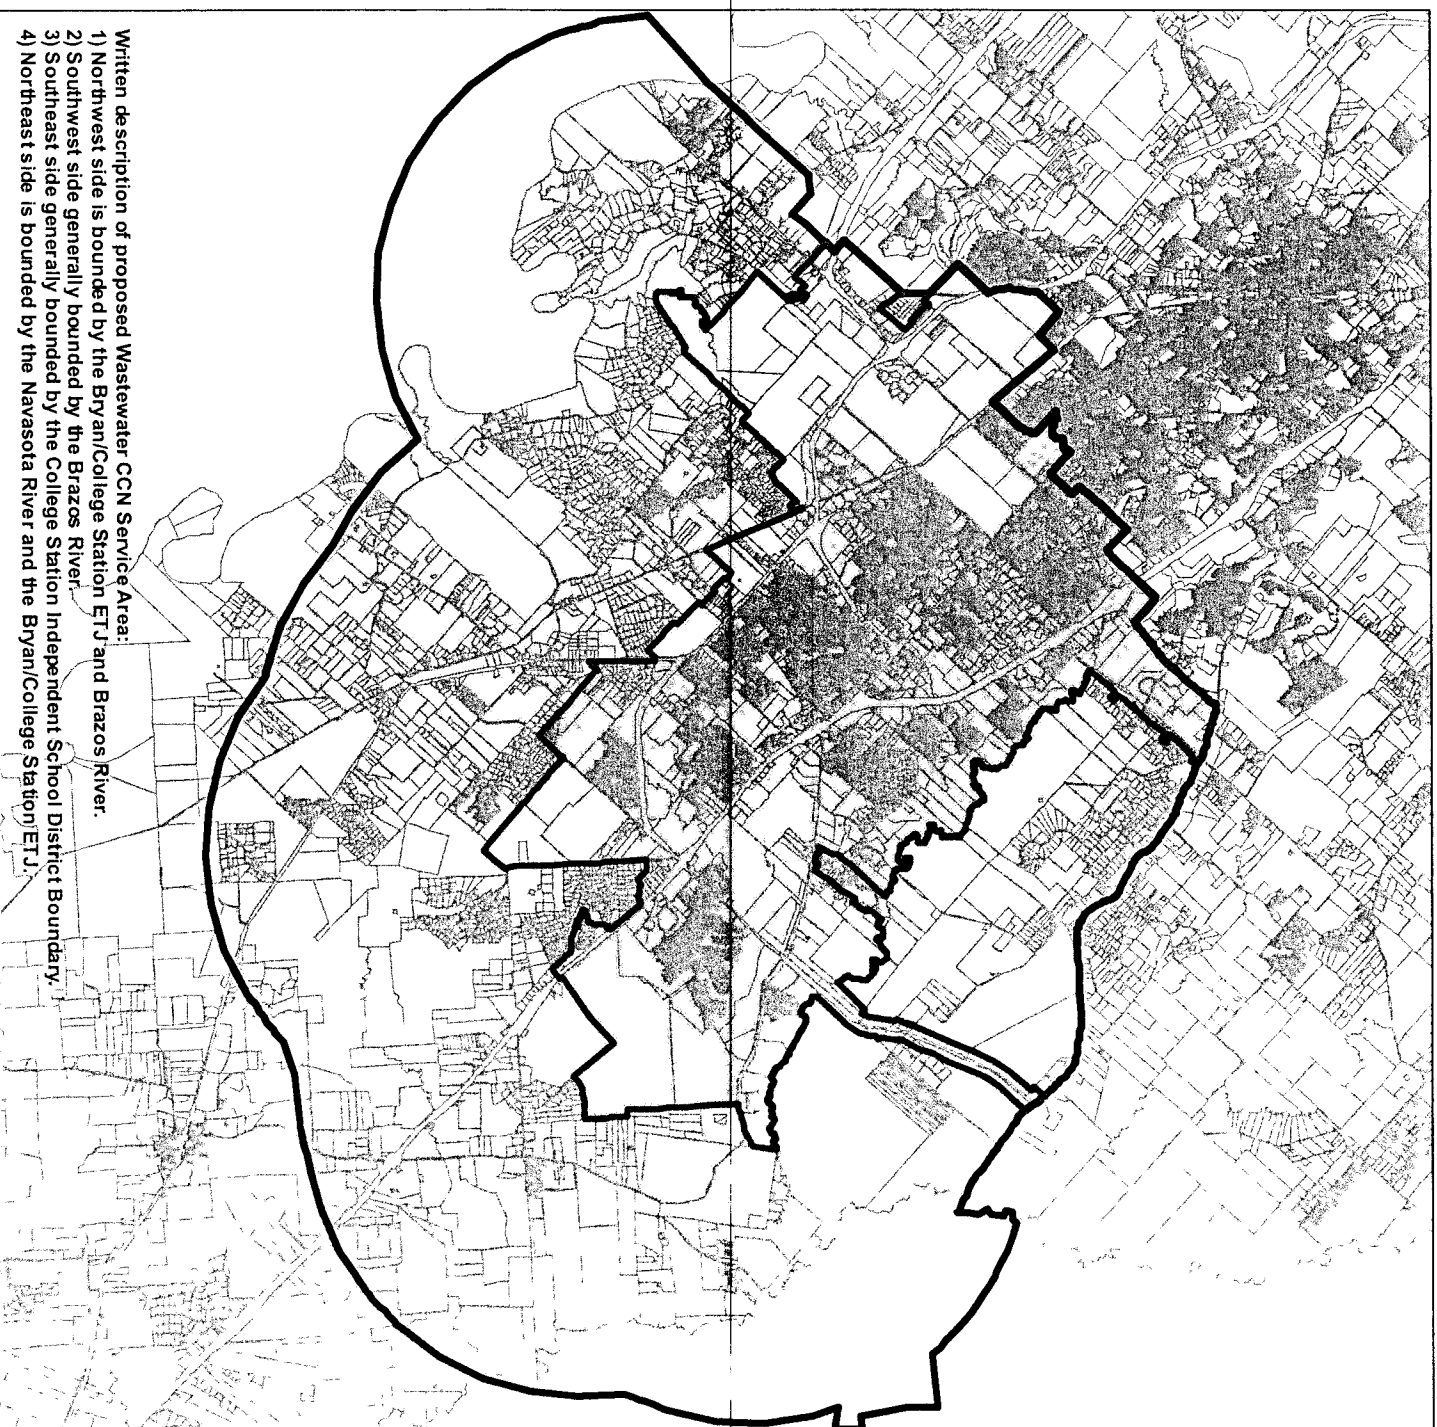 Written description of proposed Wastewater CCN Service Area:
1) Northwest side is bounded by the Bryan/College Station ETJ and Brazos River.
2) Southwest side generally bounded by the Brazos River.
3) Southeast side generally bounded by the College Station Independent School District Boundary.
4) Northeast side is bounded by the Navasota River and the Bryan/College Station ETJ.